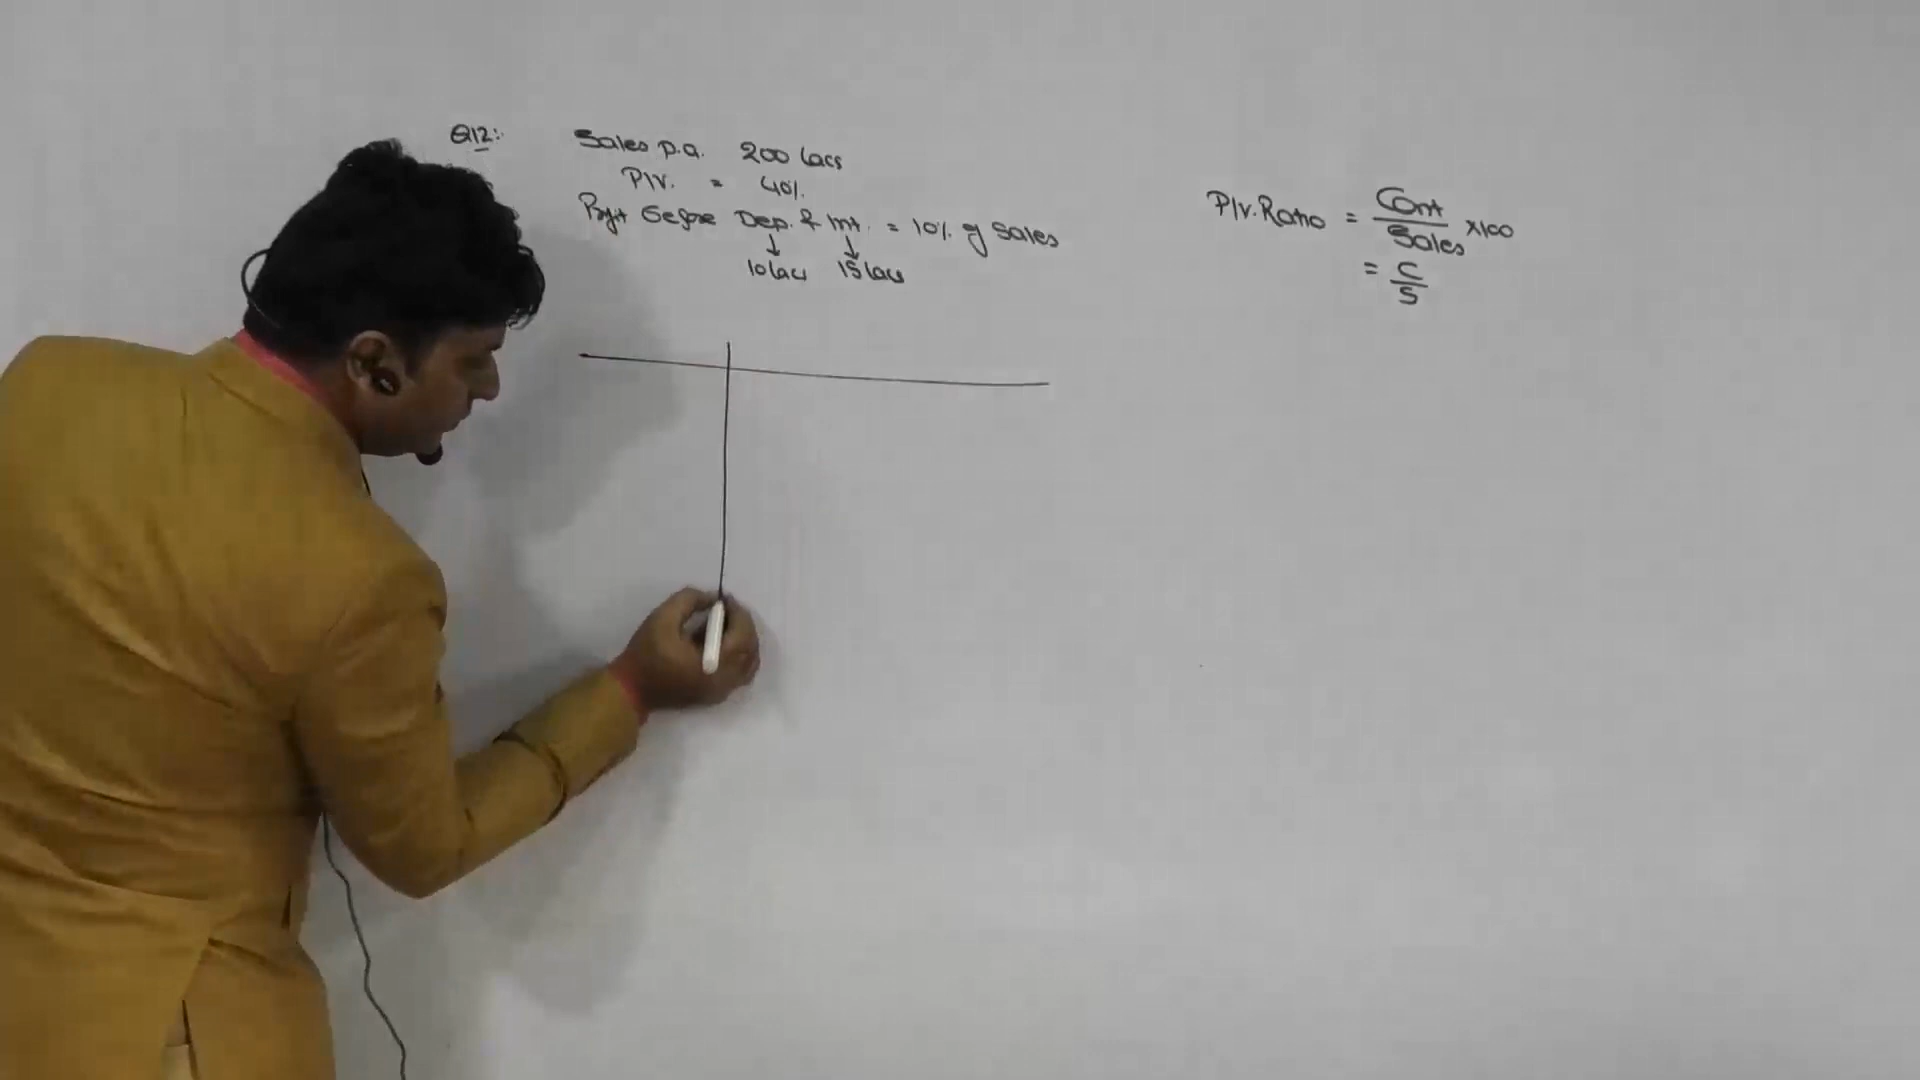 Q12:
Sales p.a. 200 lacs
P/V. = 40%.
Profit Before Dep. & Int. = 10% of Sales
↓ ↓
10 lacs 15 lacs
P/V. Ratio = Cont / Sales × 100
= C / S